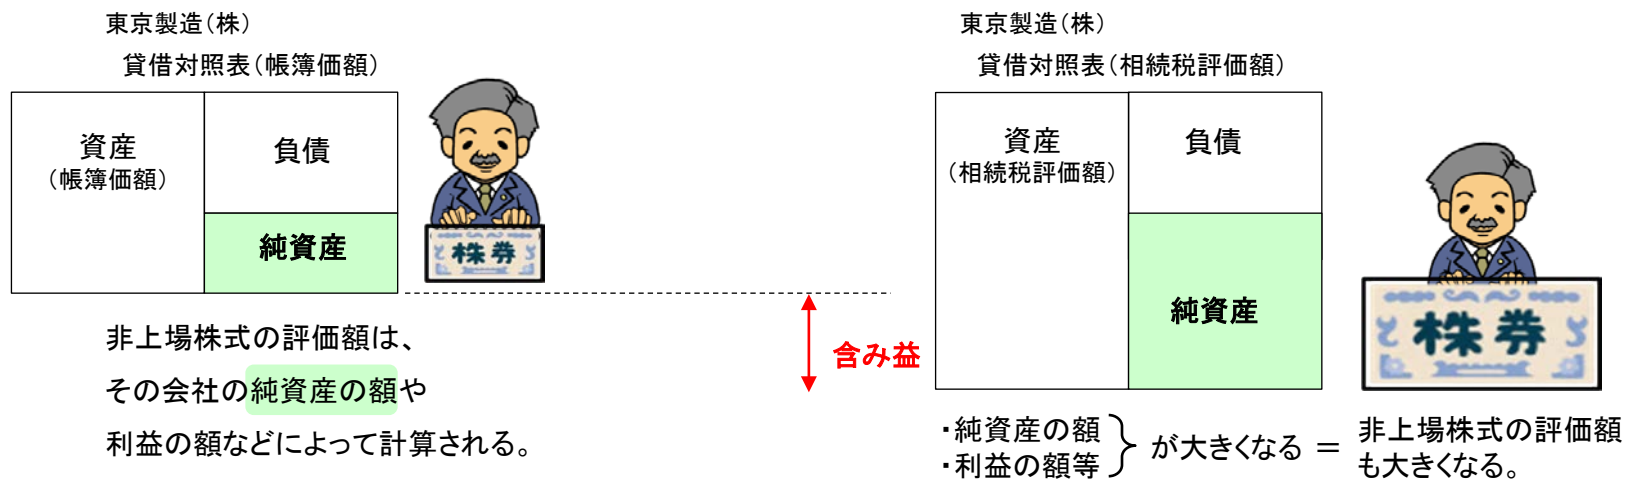 東京製造(株)
貸借対照表(帳簿価額)
資産
(帳簿価額)
負債
純資産
株券
非上場株式の評価額は、
その会社の純資産の額や
利益の額などによって計算される。
含み益
東京製造(株)
貸借対照表(相続税評価額)
資産
(相続税評価額)
負債
純資産
株券
・純資産の額
・利益の額等
が大きくなる =
非上場株式の評価額
も大きくなる。